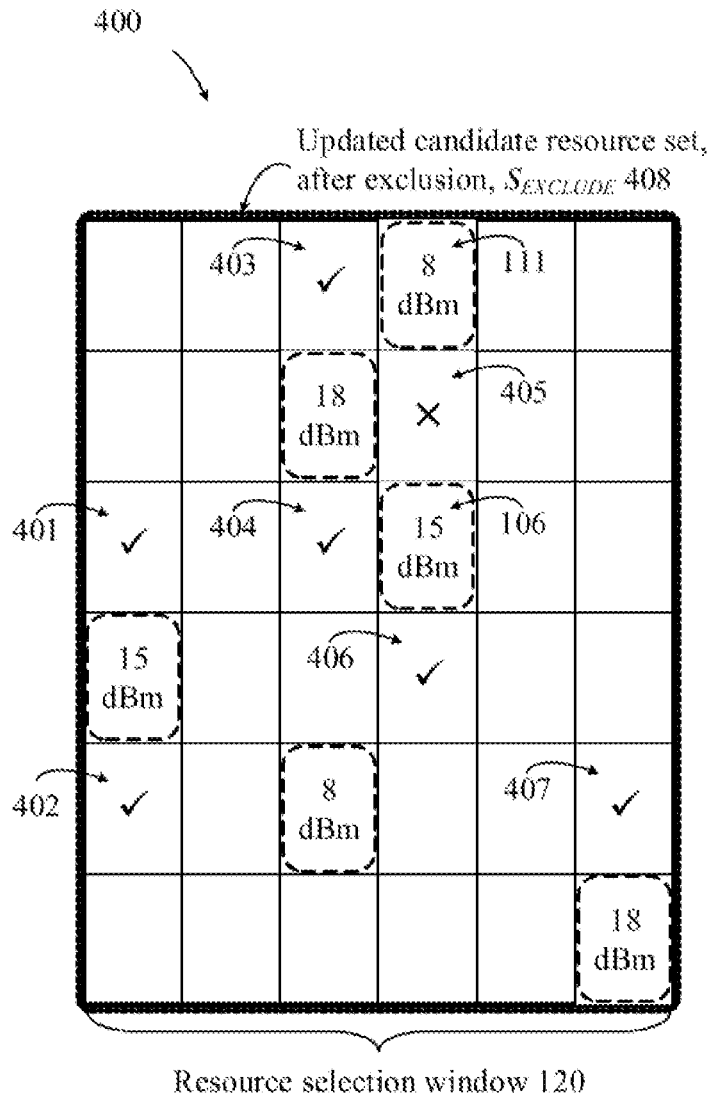 400
Updated candidate resource set,
after exclusion, S_EXCLUDE 408
403
8
dBm
111
18
dBm
405
401
404
15
dBm
106
15
dBm
406
402
8
dBm
407
18
dBm
Resource selection window 120